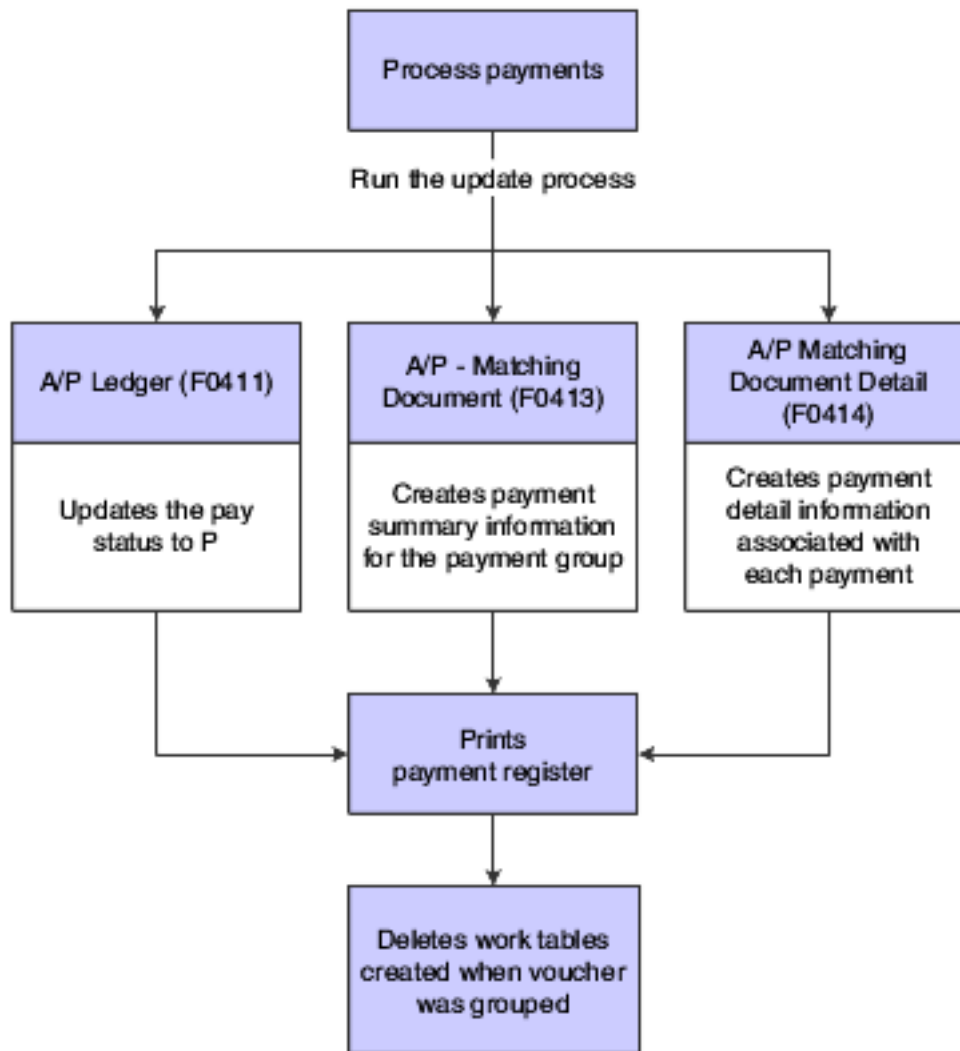 Process payments
Run the update process
A/P Ledger (F0411)
Updates the pay
status to P
A/P - Matching
Document (F0413)
Creates payment
summary information
for the payment group
A/P Matching
Document Detail
(F0414)
Creates payment
detail information
associated with
each payment
Prints
payment register
Deletes work tables
created when voucher
was grouped